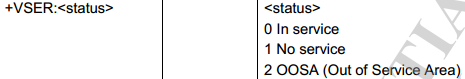 +VSER:<status>
<status>
0 In service
1 No service
2 OOSA (Out of Service Area)